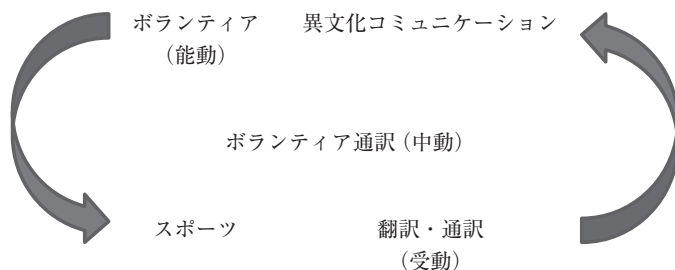 ボランティア 異文化コミュニケーション
(能動)
ボランティア通訳(中動)
スポーツ 翻訳・通訳
(受動)